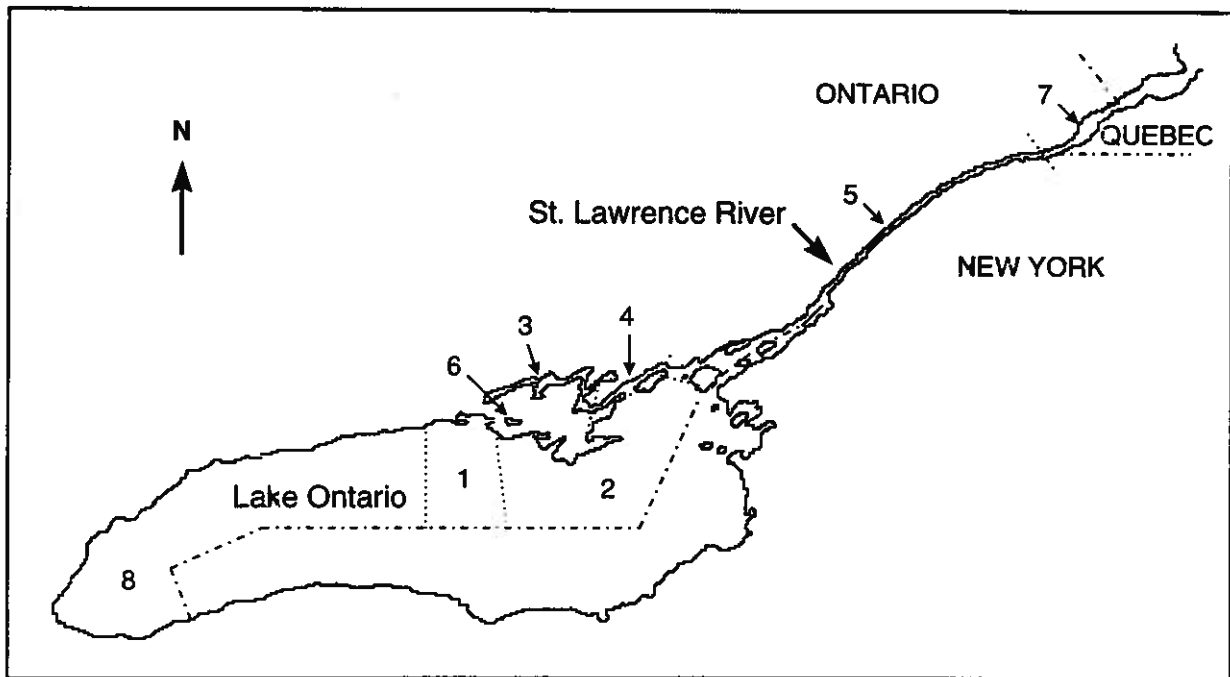 ONTARIO
7
QUEBEC
N
5
St. Lawrence River
NEW YORK
3
4
6
1
2
Lake Ontario
8